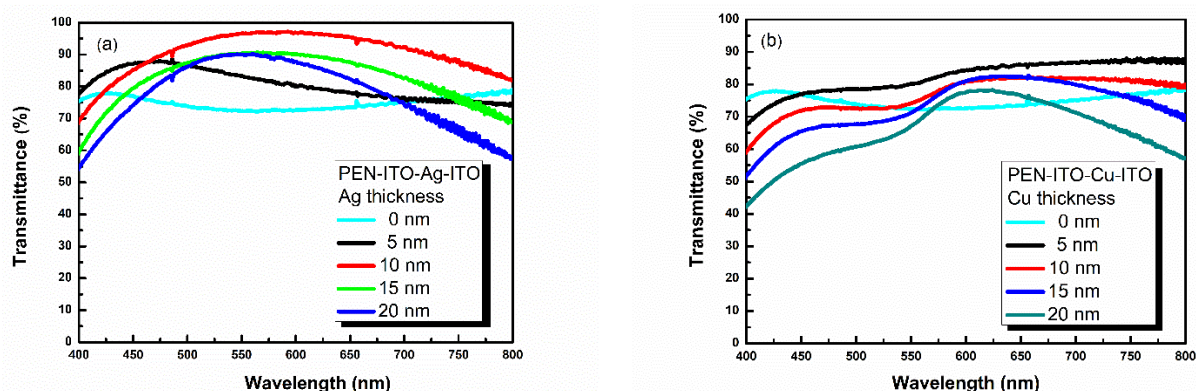 (a)
Transmittance (%)
100
90
80
70
60
50
40
30
20
10
0
PEN-ITO-Ag-ITO
Ag thickness
0 nm
5 nm
10 nm
15 nm
20 nm
400 450 500 550 600 650 700 750 800
Wavelength (nm)
(b)
Transmittance (%)
100
90
80
70
60
50
40
30
20
10
0
PEN-ITO-Cu-ITO
Cu thickness
0 nm
5 nm
10 nm
15 nm
20 nm
400 450 500 550 600 650 700 750 800
Wavelength (nm)